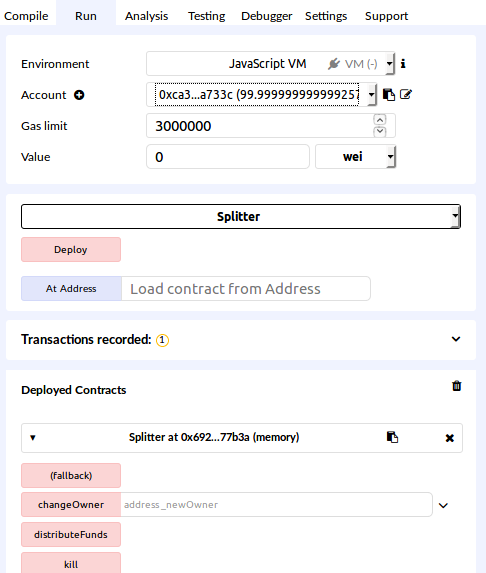 Compile Run Analysis Testing Debugger Settings Support
Environment JavaScript VM VM (-) i
Account 0xca3...a733c (99.999999999999257
Gas limit 3000000
Value 0 wei
Splitter
Deploy
At Address Load contract from Address
Transactions recorded: 1
Deployed Contracts
Splitter at 0x692...77b3a (memory)
(fallback)
changeOwner address _newOwner
distributeFunds
kill